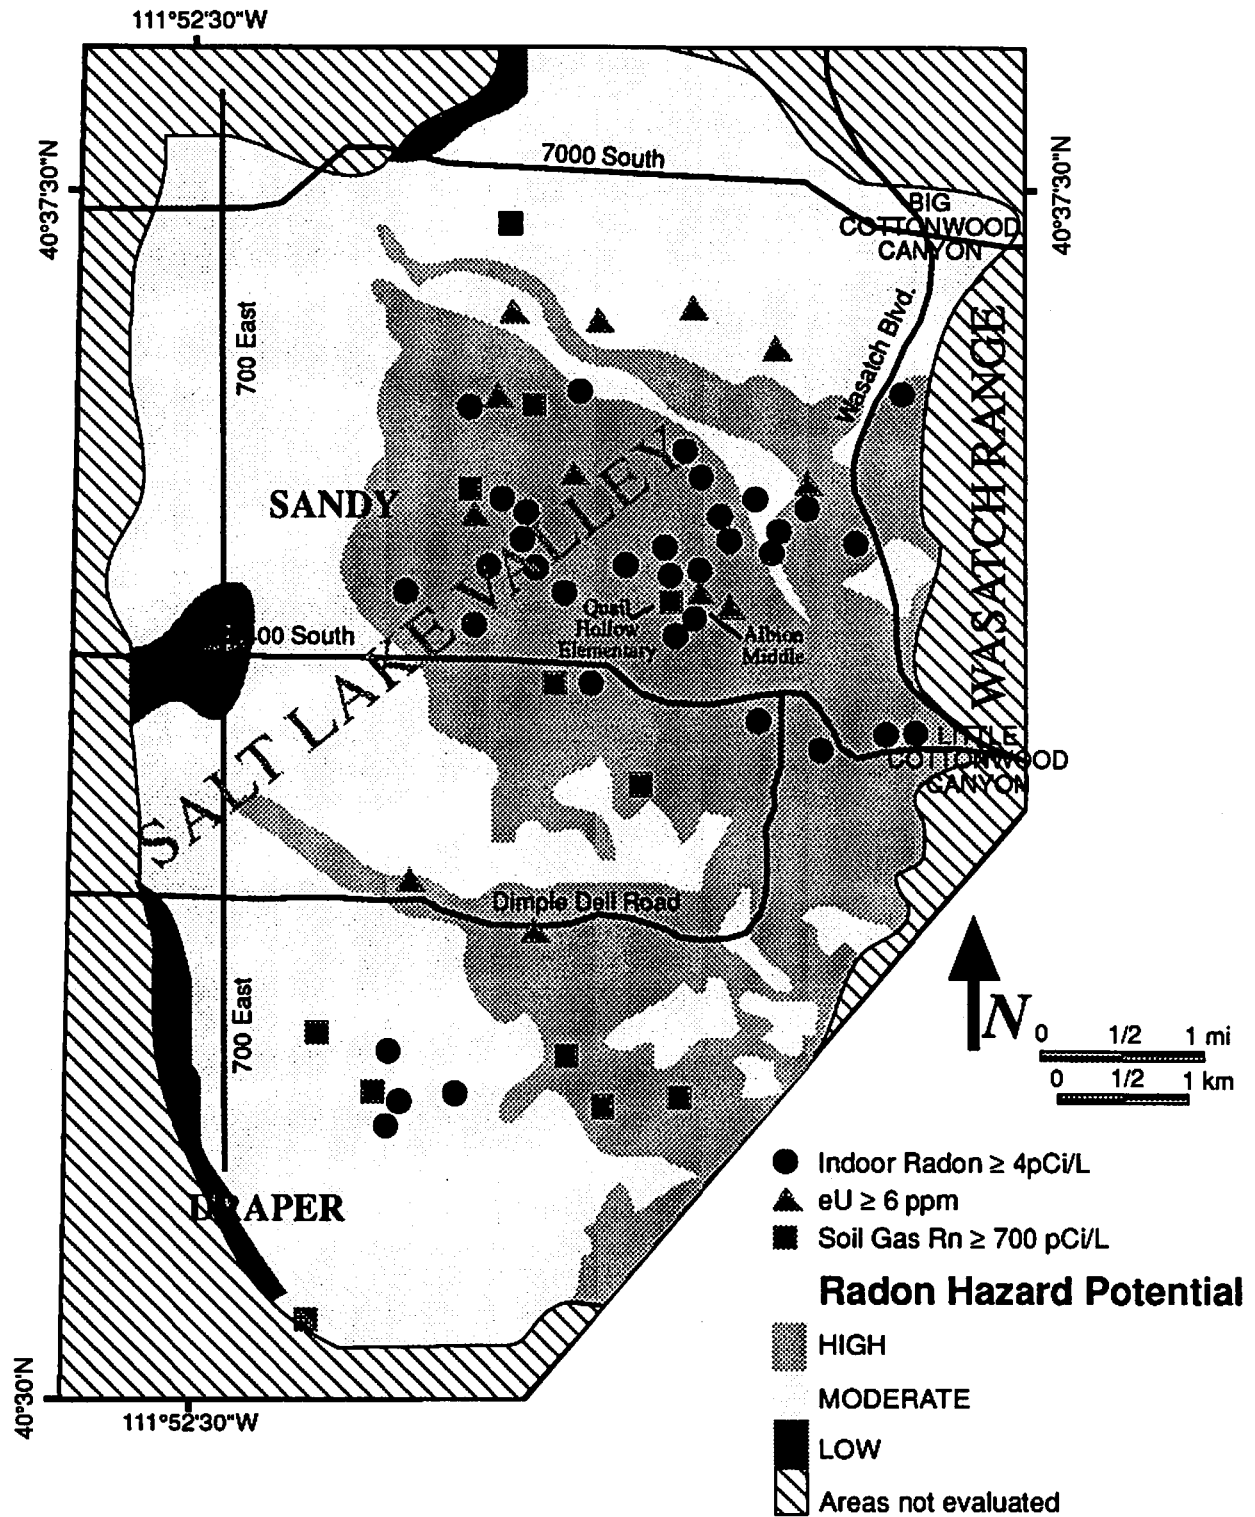 111°52'30"W
40°37'30"N
40°37'30"N
7000 South
BIG
COTTONWOOD
CANYON
700 East
Wasatch Blvd.
WASATCH RANGE
SANDY
SALT LAKE VALLEY
Quail
Hollow
Elementary
Albion
Middle
00 South
LITTLE
COTTONWOOD
CANYON
Dimple Dell Road
700 East
N
0 1/2 1 mi
0 1/2 1 km
DRAPER
Indoor Radon ≥ 4pCi/L
eU ≥ 6 ppm
Soil Gas Rn ≥ 700 pCi/L
Radon Hazard Potential
HIGH
MODERATE
LOW
Areas not evaluated
40°30'N
111°52'30"W